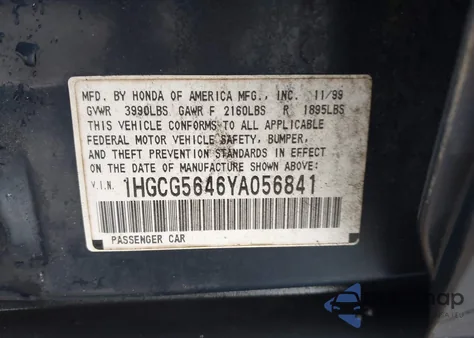 MFD. BY HONDA OF AMERICA MFG., INC. 11/99
GVWR 3990LBS GAWR F 2160LBS R 1895LBS
THIS VEHICLE CONFORMS TO ALL APPLICABLE
FEDERAL MOTOR VEHICLE SAFETY, BUMPER,
AND THEFT PREVENTION STANDARDS IN EFFECT
ON THE DATE OF MANUFACTURE SHOWN ABOVE:
V.I.N. 1HGCG5646YA056841
PASSENGER CAR